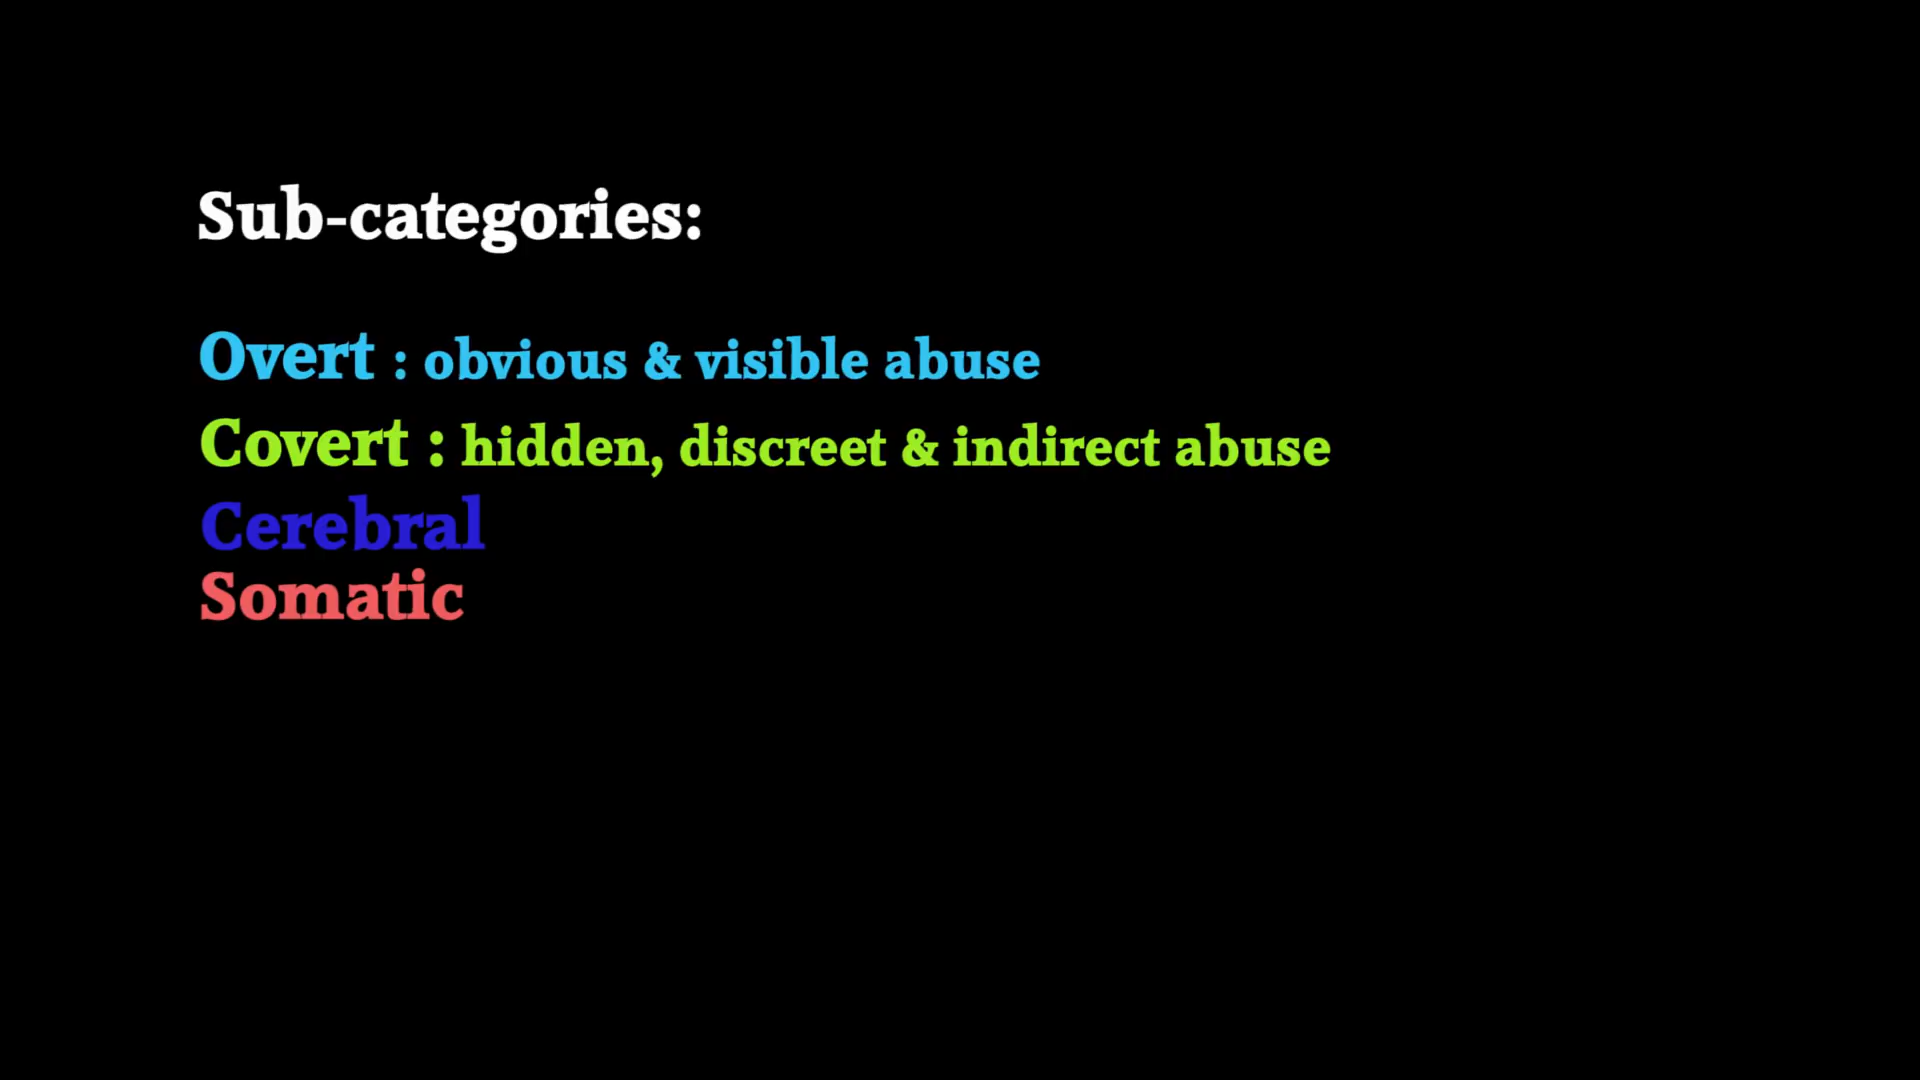 Sub-categories:
Overt : obvious & visible abuse
Covert : hidden, discreet & indirect abuse
Cerebral
Somatic